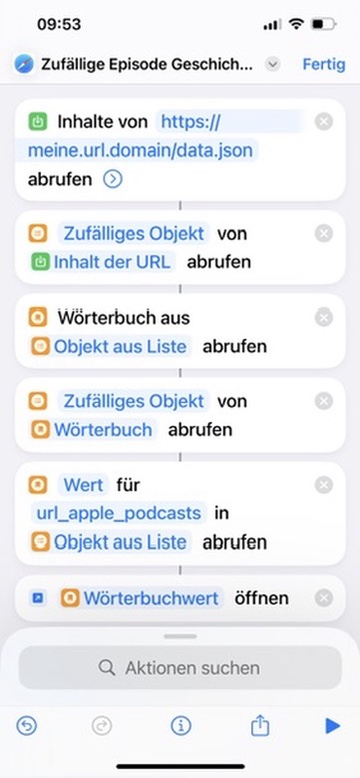 09:53
Zufällige Episode Geschich...
Fertig
Inhalte von https://
meine.url.domain/data.json
abrufen
Zufälliges Objekt von
Inhalt der URL abrufen
Wörterbuch aus
Objekt aus Liste abrufen
Zufälliges Objekt von
Wörterbuch abrufen
Wert für
url_apple_podcasts in
Objekt aus Liste abrufen
Wörterbuchwert öffnen
Aktionen suchen